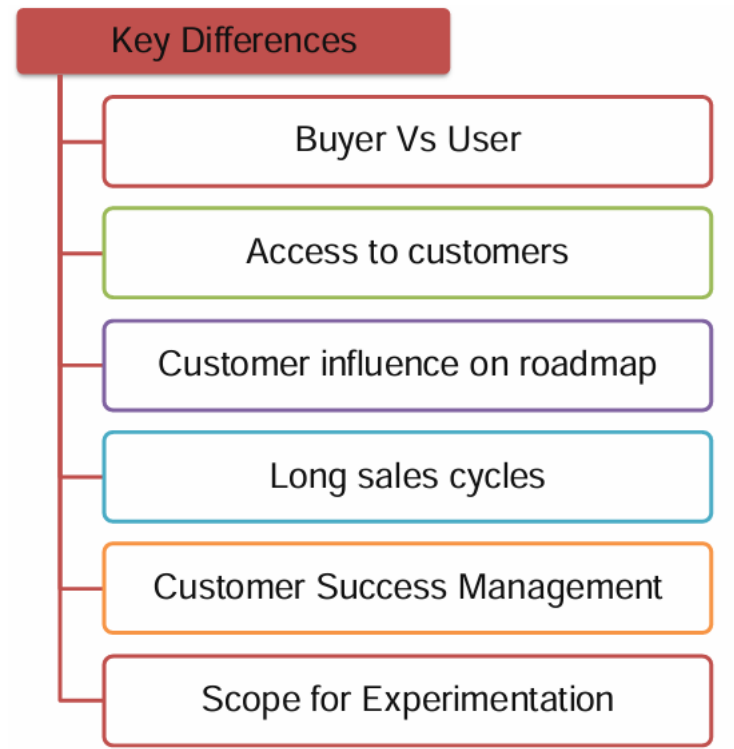 Key Differences
Buyer Vs User
Access to customers
Customer influence on roadmap
Long sales cycles
Customer Success Management
Scope for Experimentation